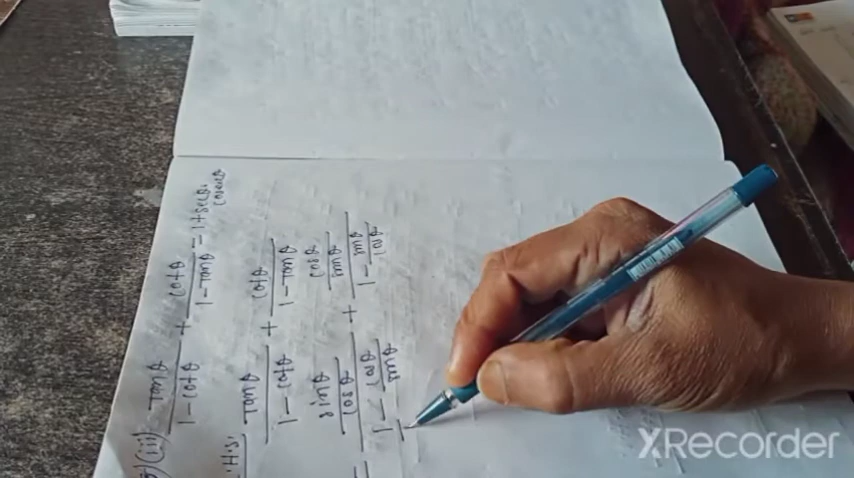 (iii) tanθ/1-cotθ + cotθ/1-tanθ = 1+secθ. cosecθ
.H.S.
tanθ/1-cotθ + cotθ/1-tanθ
= sinθ/cosθ/1- cosθ/sinθ + cosθ/sinθ/1- sinθ/cosθ
XRecorder